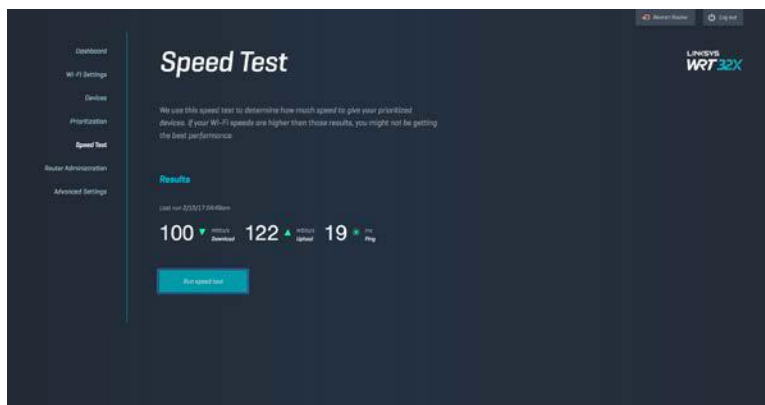 Restart Router
Log out
LINKSYS
WRT 32X
Dashboard
Wi-Fi Settings
Devices
Prioritization
Speed Test
Router Administration
Advanced Settings
Speed Test
We use this speed test to determine how much speed to give your prioritized
devices. If your Wi-Fi speeds are higher than those results, you might not be getting
the best performance.
Results
Last run
100 Download 122 Upload 19 ms Ping
Run speed test